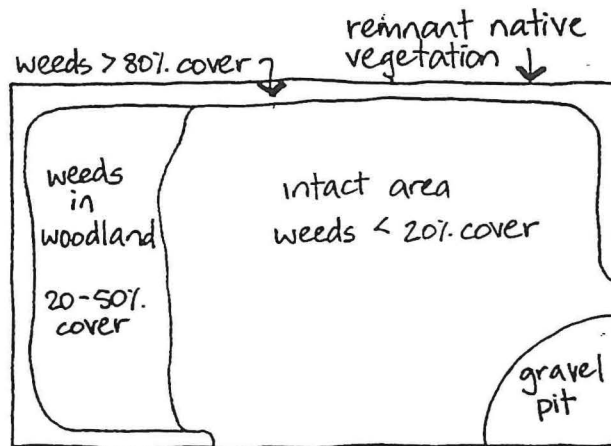 remnant native
vegetation
weeds > 80% cover
weeds
in
woodland
20-50%
cover
intact area
weeds < 20% cover
gravel
pit